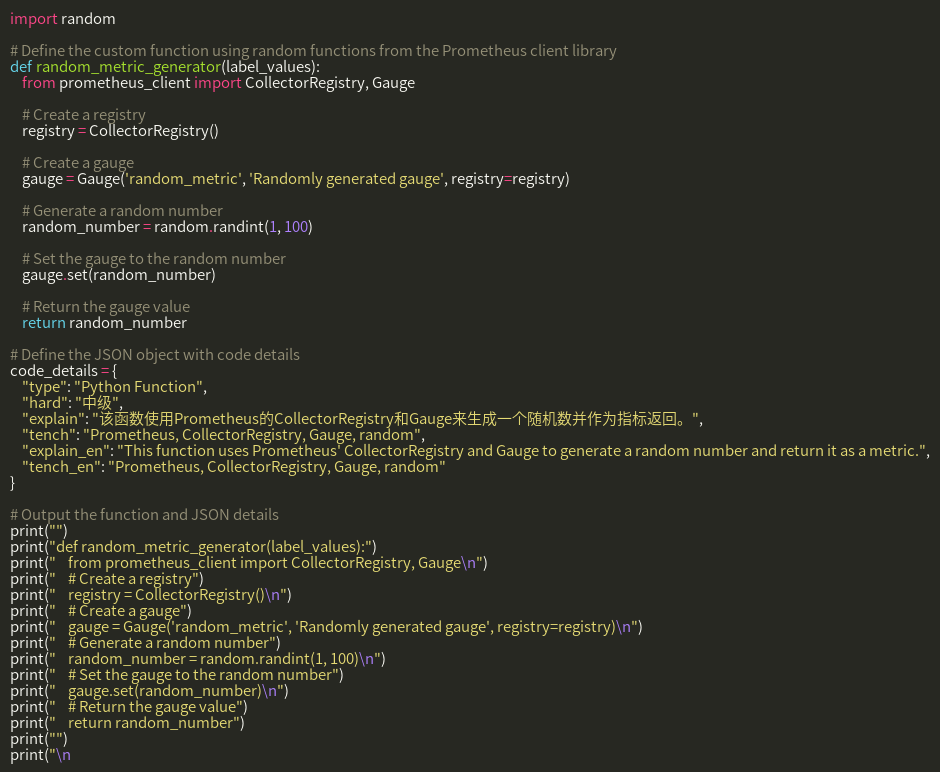 import random
# Define the custom function using random functions from the Prometheus client library
def random_metric_generator(label_values):
    from prometheus_client import CollectorRegistry, Gauge
    # Create a registry
    registry = CollectorRegistry()
    # Create a gauge
    gauge = Gauge('random_metric', 'Randomly generated gauge', registry=registry)
    # Generate a random number
    random_number = random.randint(1, 100)
    # Set the gauge to the random number
    gauge.set(random_number)
    # Return the gauge value
    return random_number
# Define the JSON object with code details
code_details = {
    "type": "Python Function",
    "hard": "中级",
    "explain": "该函数使用Prometheus的CollectorRegistry和Gauge来生成一个随机数并作为指标返回。",
    "tench": "Prometheus, CollectorRegistry, Gauge, random",
    "explain_en": "This function uses Prometheus' CollectorRegistry and Gauge to generate a random number and return it as a metric.",
    "tench_en": "Prometheus, CollectorRegistry, Gauge, random"
}
# Output the function and JSON details
print("")
print("def random_metric_generator(label_values):")
print("    from prometheus_client import CollectorRegistry, Gauge\n")
print("    # Create a registry")
print("    registry = CollectorRegistry()\n")
print("    # Create a gauge")
print("    gauge = Gauge('random_metric', 'Randomly generated gauge', registry=registry)\n")
print("    # Generate a random number")
print("    random_number = random.randint(1, 100)\n")
print("    # Set the gauge to the random number")
print("    gauge.set(random_number)\n")
print("    # Return the gauge value")
print("    return random_number")
print("")
print("\n